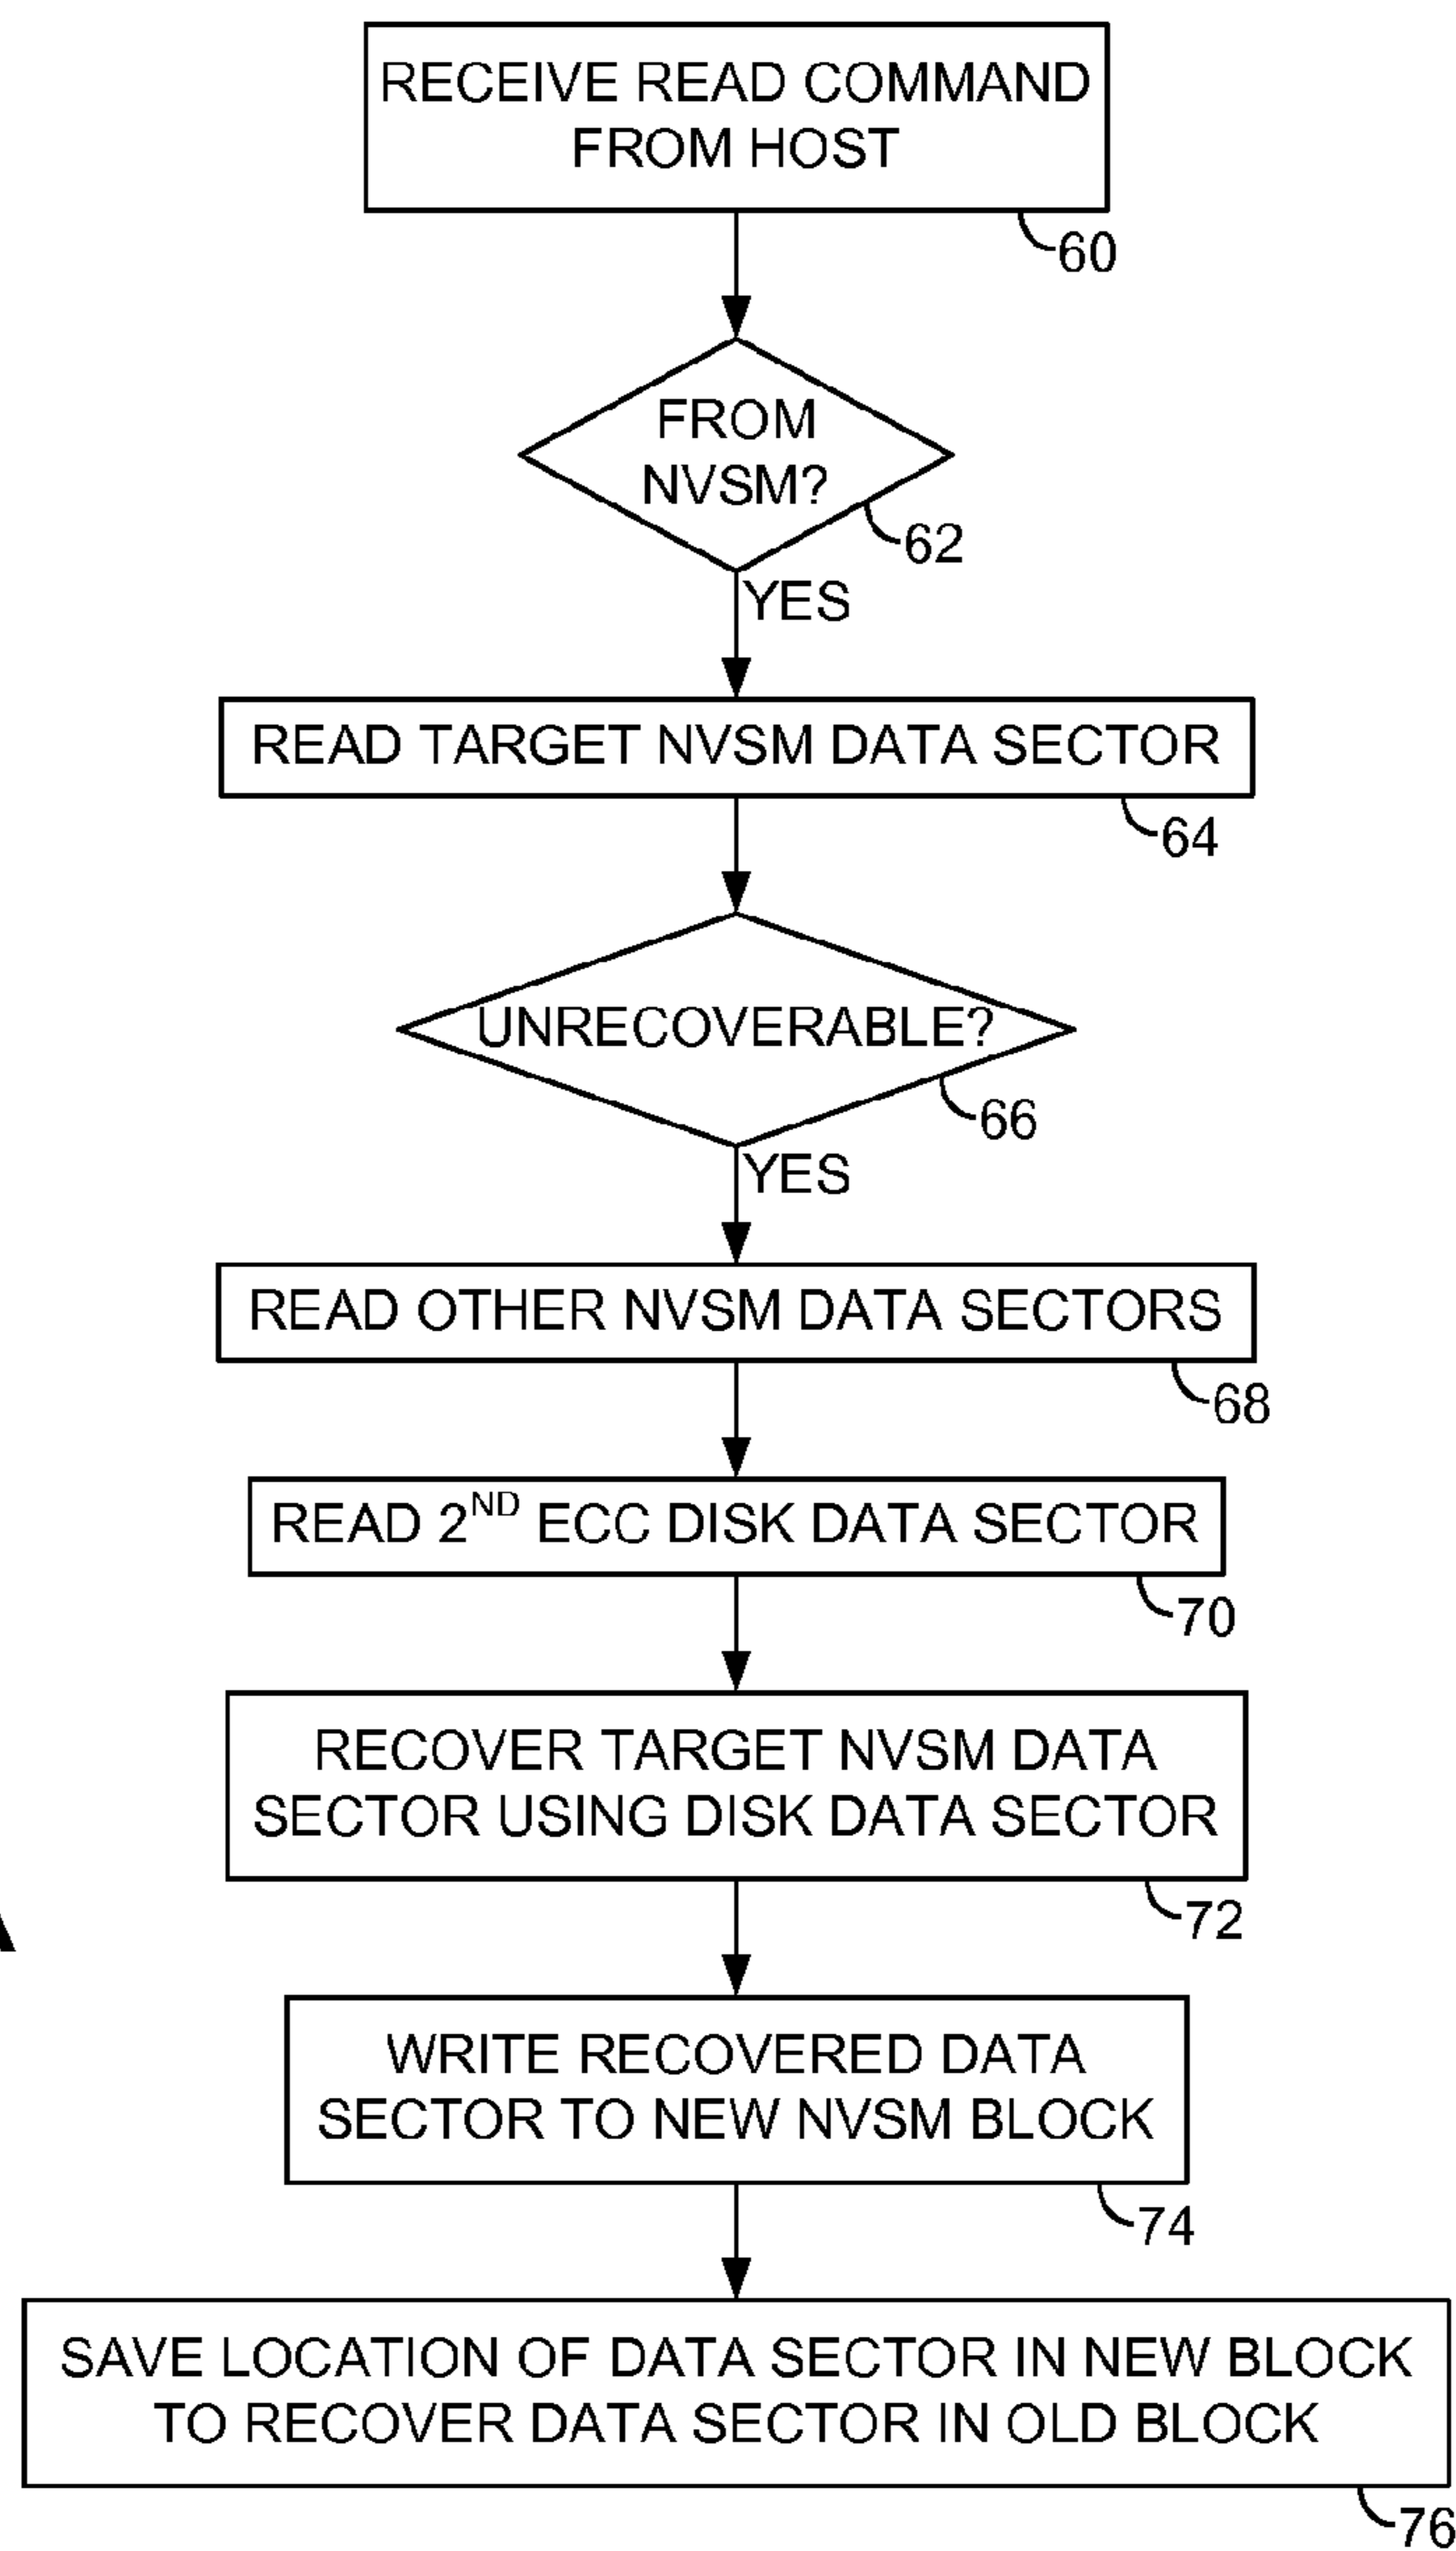 RECEIVE READ COMMAND
FROM HOST
60
FROM
NVSM?
62
YES
READ TARGET NVSM DATA SECTOR
64
UNRECOVERABLE?
66
YES
READ OTHER NVSM DATA SECTORS
68
READ 2ND ECC DISK DATA SECTOR
70
RECOVER TARGET NVSM DATA
SECTOR USING DISK DATA SECTOR
72
WRITE RECOVERED DATA
SECTOR TO NEW NVSM BLOCK
74
SAVE LOCATION OF DATA SECTOR IN NEW BLOCK
TO RECOVER DATA SECTOR IN OLD BLOCK
76